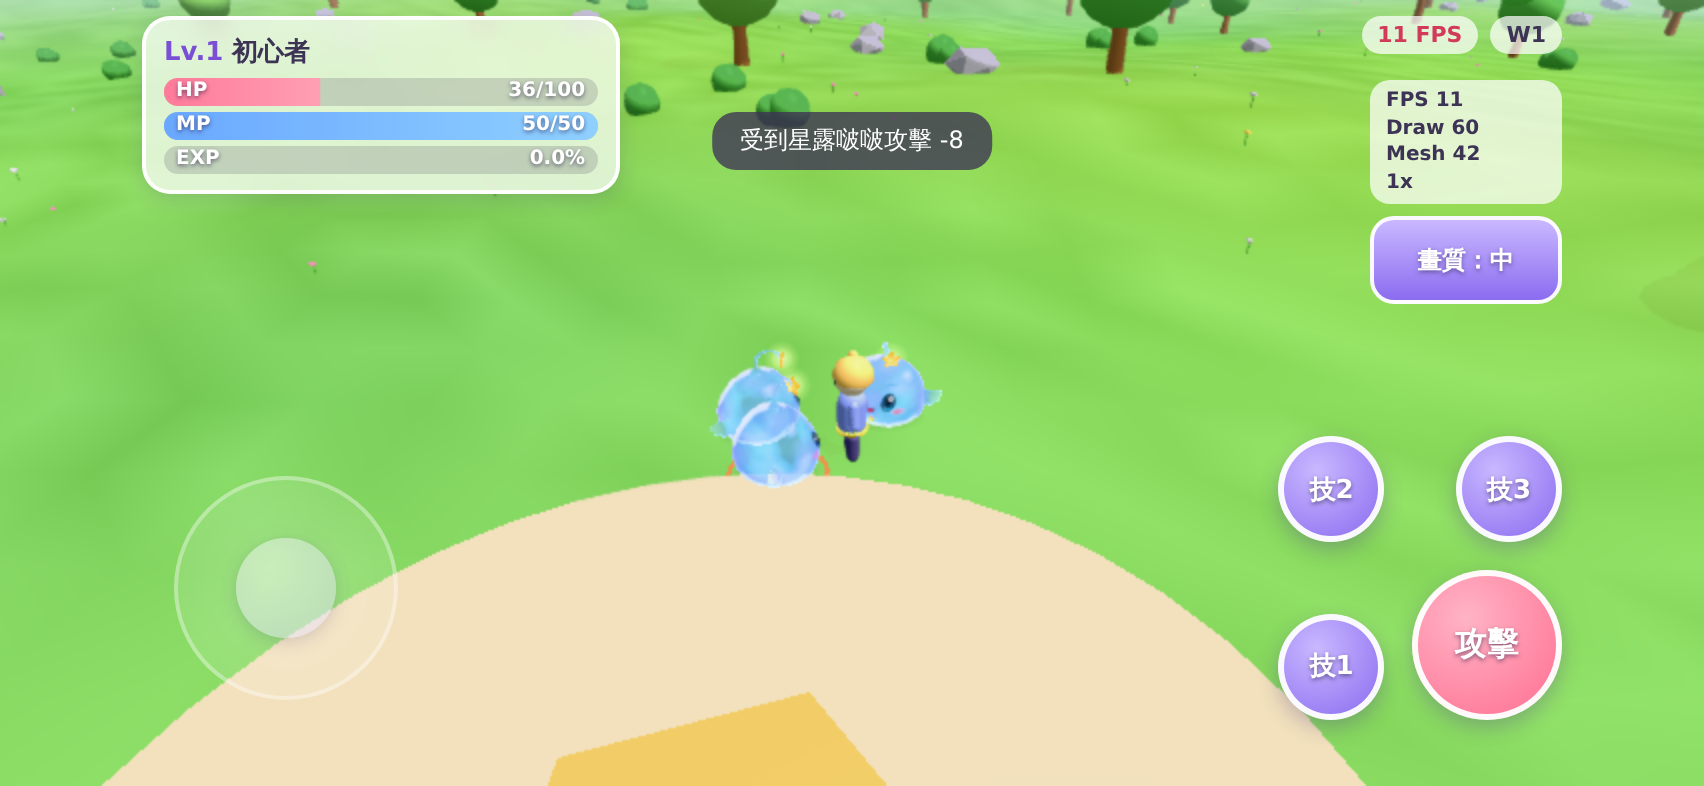 Lv.1 初心者
HP 36/100
MP 50/50
EXP 0.0%
受到星露啵啵攻擊 -8
11 FPS W1
FPS 11
Draw 60
Mesh 42
1x
畫質：中
技2 技3
技1 攻擊